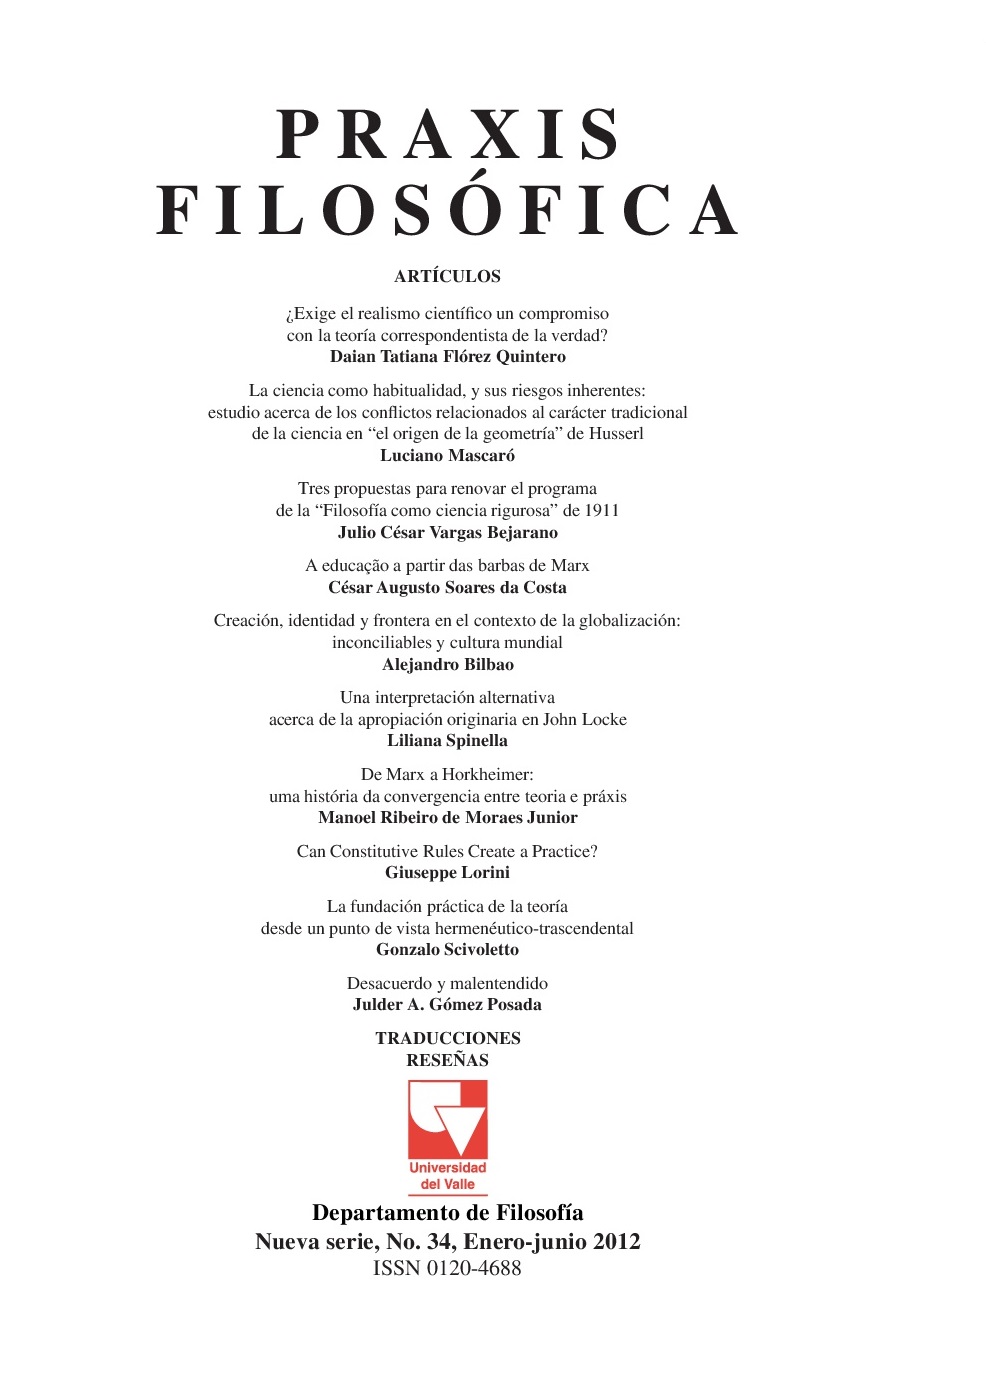 PRAXIS
FILOSÓFICA
ARTÍCULOS
¿Exige el realismo científico un compromiso
con la teoría correspondentista de la verdad?
Daian Tatiana Flórez Quintero
La ciencia como habitualidad, y sus riesgos inherentes:
estudio acerca de los conflictos relacionados al carácter tradicional
de la ciencia en “el origen de la geometría” de Husserl
Luciano Mascaró
Tres propuestas para renovar el programa
de la “Filosofía como ciencia rigurosa” de 1911
Julio César Vargas Bejarano
A educação a partir das barbas de Marx
César Augusto Soares da Costa
Creación, identidad y frontera en el contexto de la globalización:
inconciliables y cultura mundial
Alejandro Bilbao
Una interpretación alternativa
acerca de la apropiación originaria en John Locke
Liliana Spinella
De Marx a Horkheimer:
uma história da convergencia entre teoria e práxis
Manoel Ribeiro de Moraes Junior
Can Constitutive Rules Create a Practice?
Giuseppe Lorini
La fundación práctica de la teoría
desde un punto de vista hermenéutico-trascendental
Gonzalo Scivoletto
Desacuerdo y malentendido
Julder A. Gómez Posada
TRADUCCIONES
RESEÑAS
Universidad
del Valle
Departamento de Filosofía
Nueva serie, No. 34, Enero-junio 2012
ISSN 0120-4688